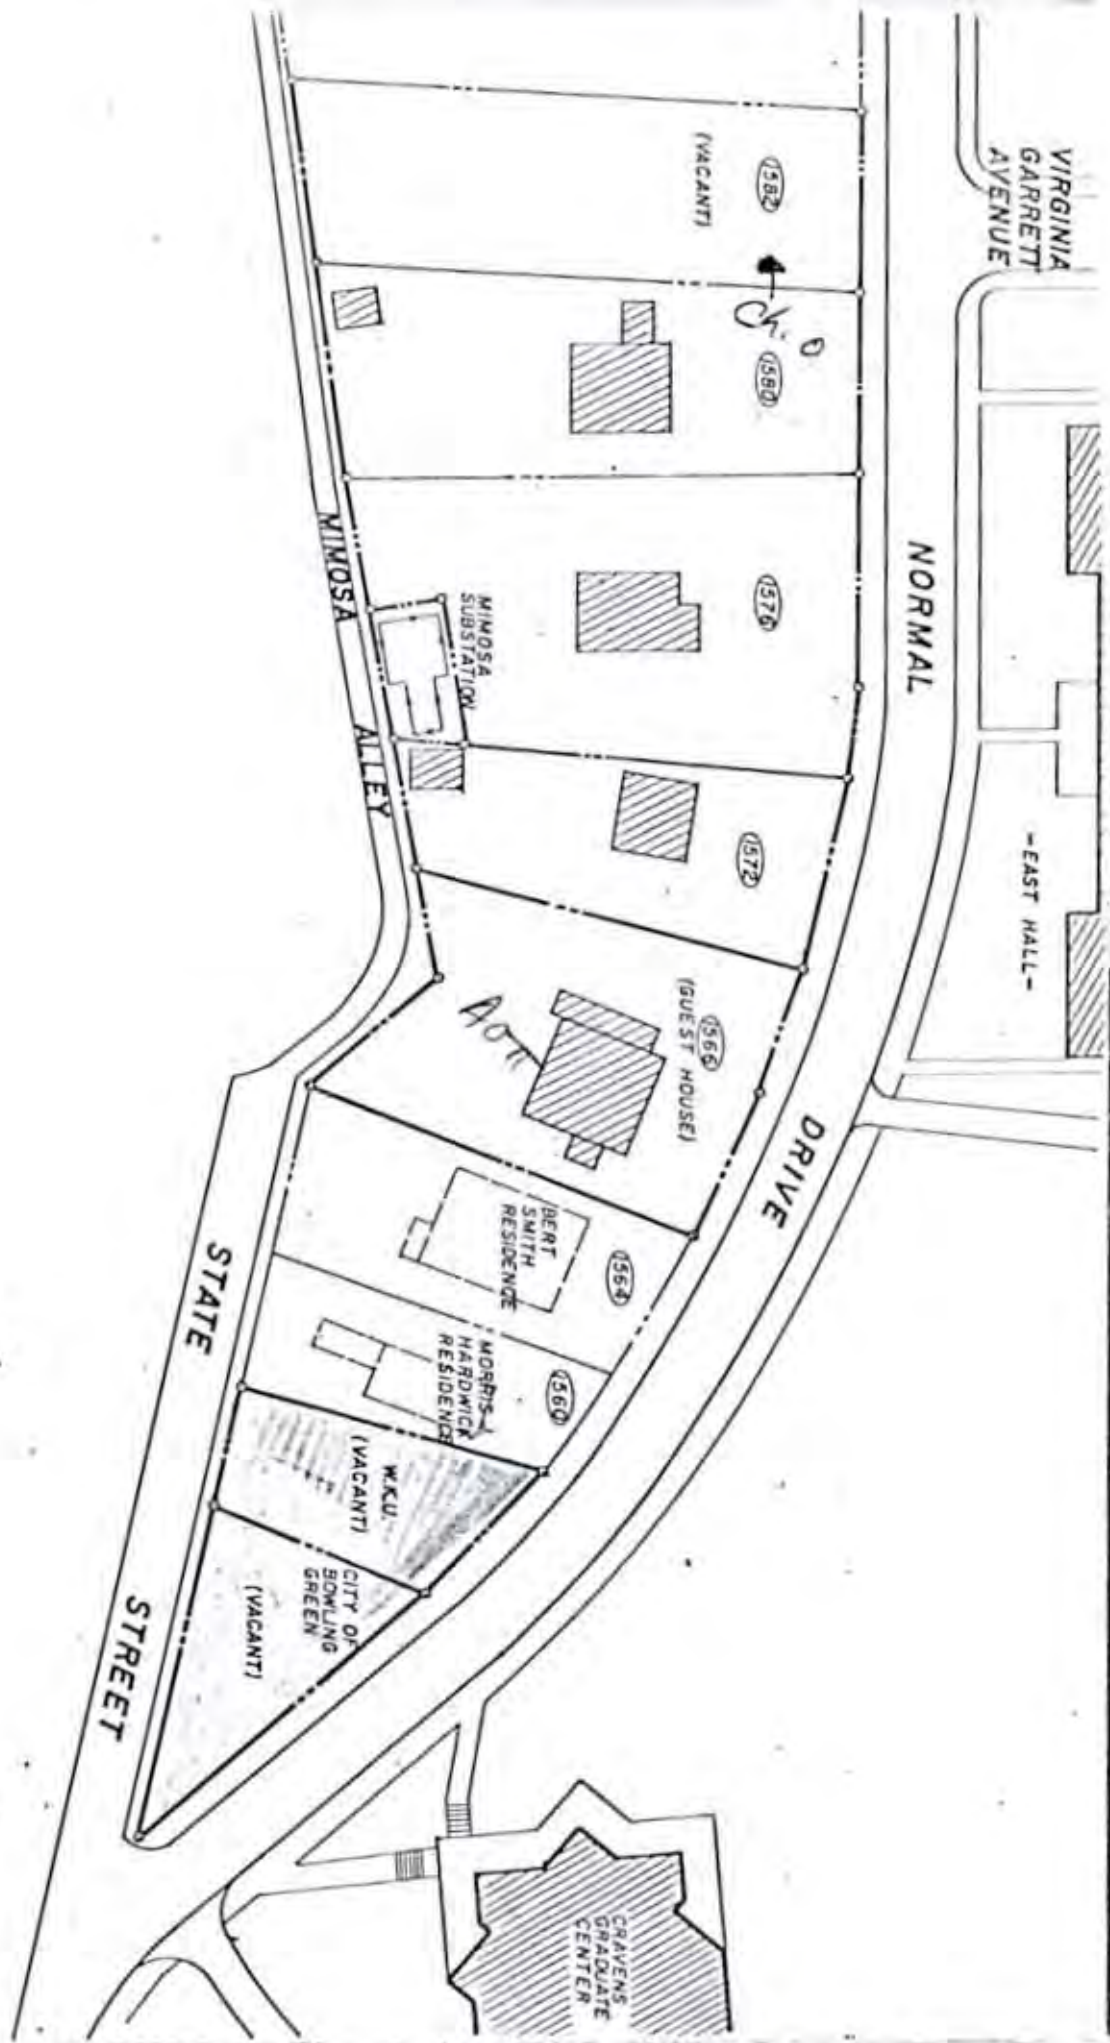 VIRGINIA
GARRETT
AVENUE
1582
(VACANT)
1580
NORMAL
1576
MIMOSA
SUBSTATION
MIMOSA
ALLEY
-EAST HALL-
1572
1566
(GUEST HOUSE)
DRIVE
BERT
SMITH
RESIDENCE
1564
STATE
MORRIS
HARDWICK
RESIDENCE
1560
W.K.U.
(VACANT)
CITY OF
BOWLING
GREEN
(VACANT)
STREET
CRAVENS
GRADUATE
CENTER